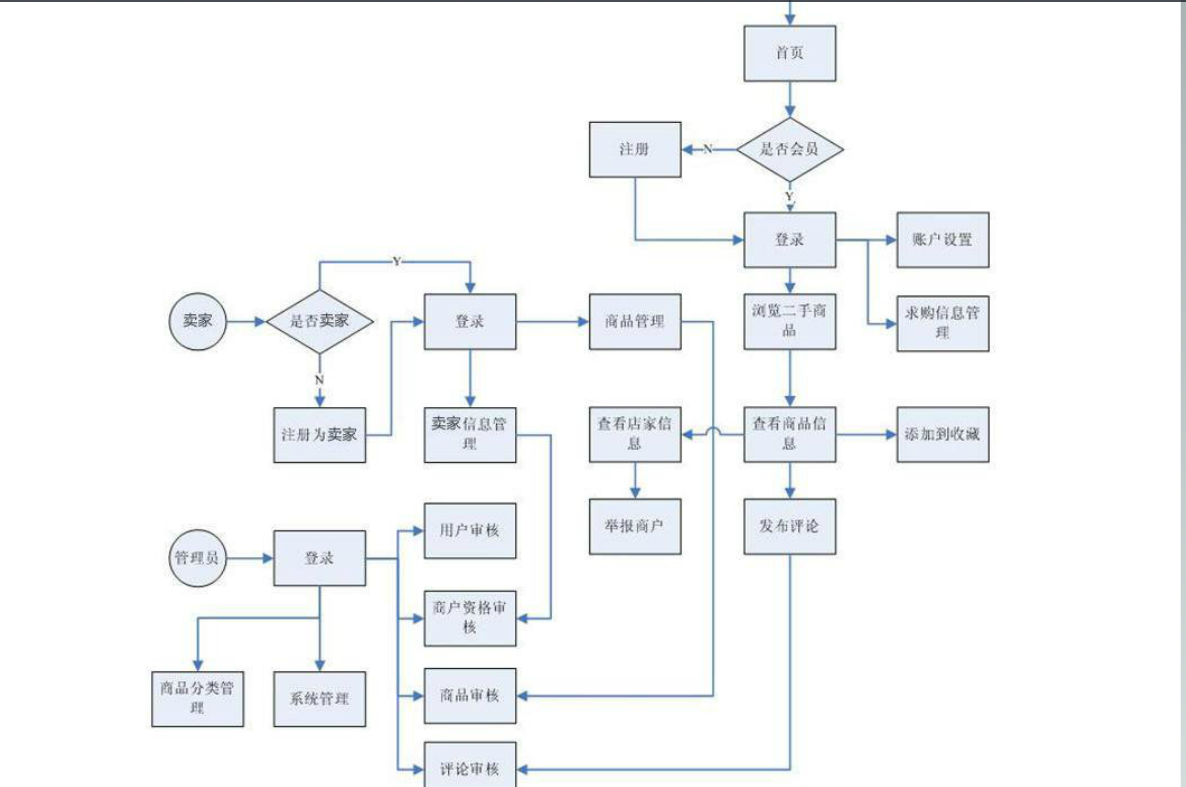 首页
是否会员
N
注册
Y
登录
账户设置
浏览二手商
品
求购信息管
理
查看店家信
息
查看商品信
息
添加到收藏
举报商户
发布评论
卖家
是否卖家
Y
登录
商品管理
N
注册为卖家
卖家信息管
理
管理员
登录
用户审核
商户资格审
核
商品审核
评论审核
商品分类管
理
系统管理